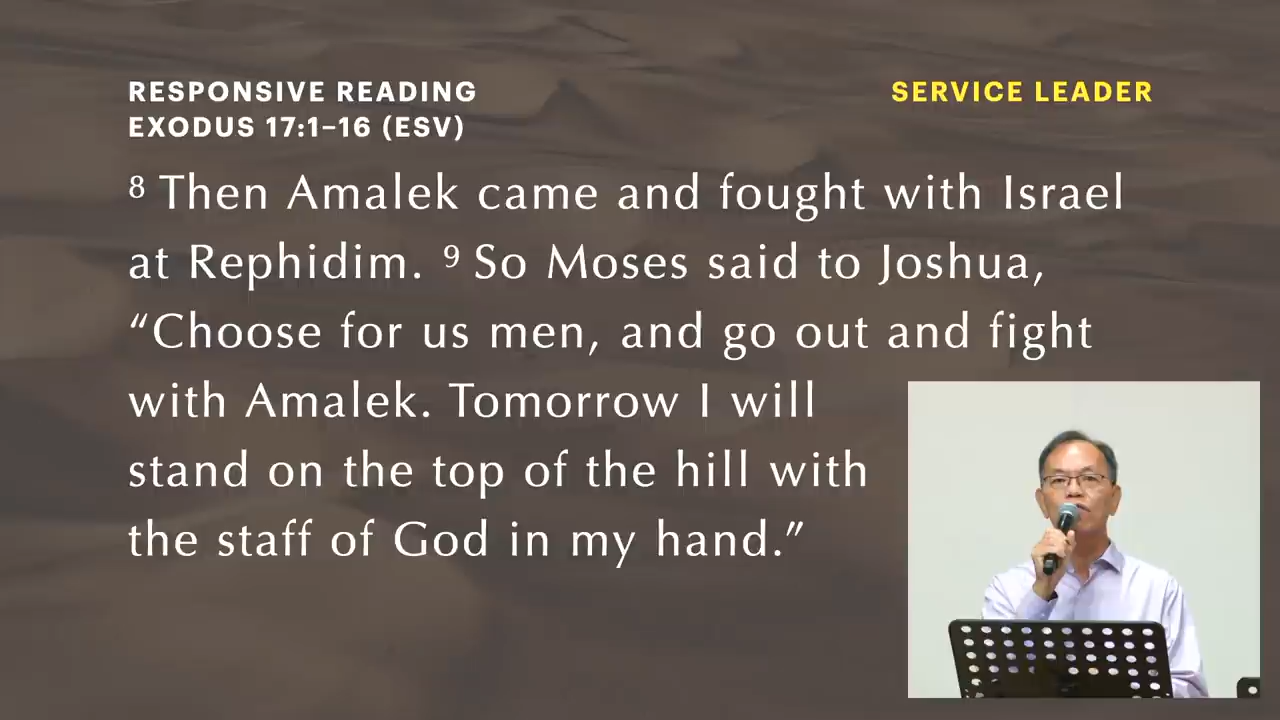 RESPONSIVE READING
EXODUS 17:1–16 (ESV)
SERVICE LEADER
8 Then Amalek came and fought with Israel
at Rephidim. 9 So Moses said to Joshua,
“Choose for us men, and go out and fight
with Amalek. Tomorrow I will
stand on the top of the hill with
the staff of God in my hand.”